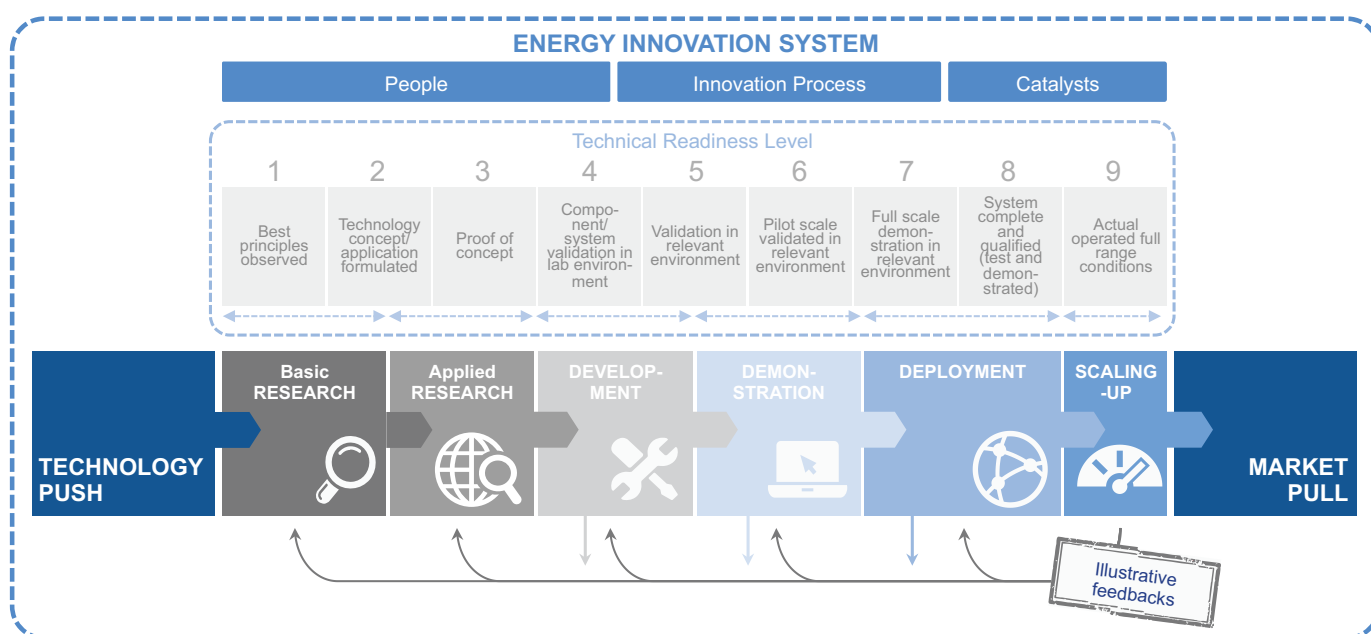 ENERGY INNOVATION SYSTEM
People
Innovation Process
Catalysts
Technical Readiness Level
1
2
3
4
5
6
7
8
9
Best
principles
observed
Technology
concept/
application
formulated
Proof of
concept
Compo-
nent/
system
validation in
lab environ-
ment
Validation in
relevant
environment
Pilot scale
validated in
relevant
environment
Full scale
demon-
stration in
relevant
environment
System
complete
and
qualified
(test and
demon-
strated)
Actual
operated full
range
conditions
TECHNOLOGY
PUSH
Basic
RESEARCH
Applied
RESEARCH
DEVELOP-
MENT
DEMON-
STRATION
DEPLOYMENT
SCALING
-UP
MARKET
PULL
Illustrative
feedbacks